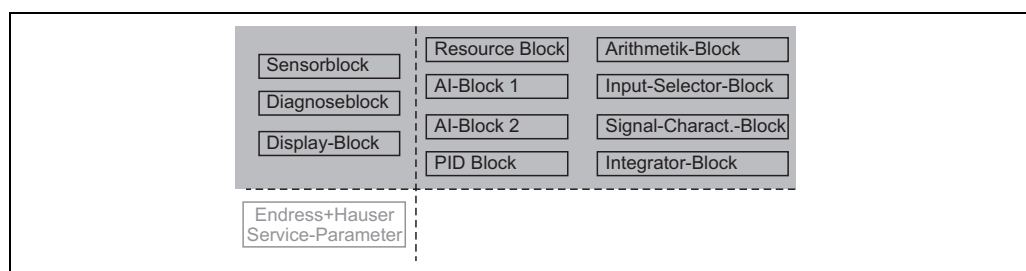 Sensorblock
Diagnoseblock
Display-Block
Resource Block
AI-Block 1
AI-Block 2
PID Block
Arithmetik-Block
Input-Selector-Block
Signal-Charact.-Block
Integrator-Block
Endress+Hauser
Service-Parameter